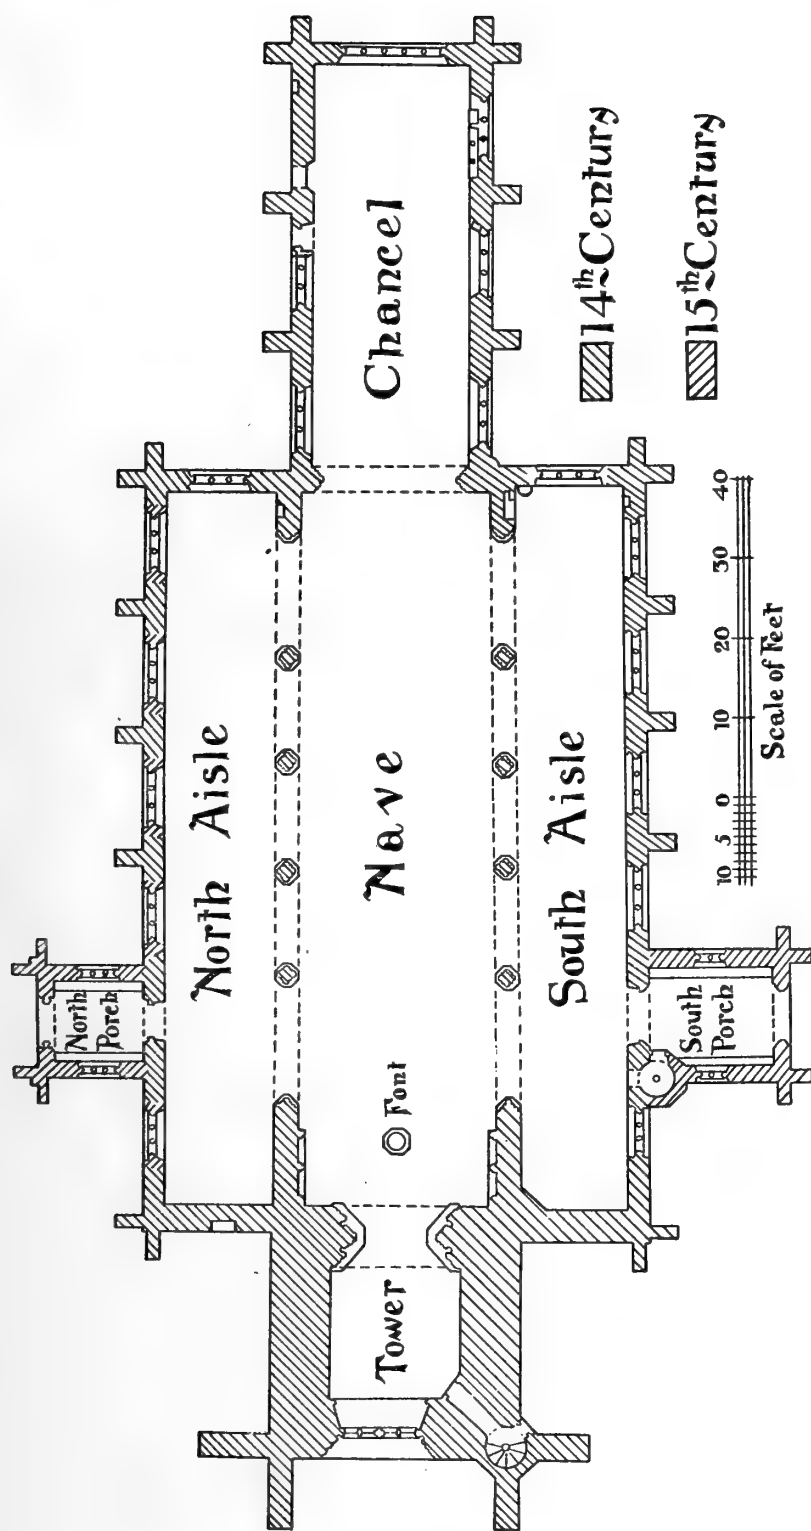 North
Porch
North Aisle
Tower
Font
Nave
Chancel
South Aisle
South
Porch
14th Century
15th Century
10 5 0 10 20 30 40
Scale of Feet